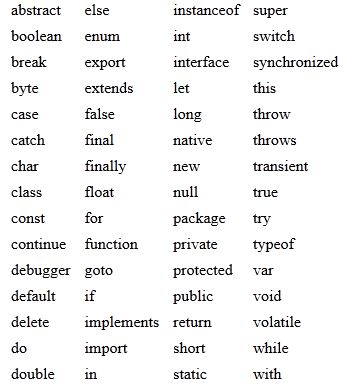 abstract else instanceof super
boolean enum int switch
break export interface synchronized
byte extends let this
case false long throw
catch final native throws
char finally new transient
class float null true
const for package try
continue function private typeof
debugger goto protected var
default if public void
delete implements return volatile
do import short while
double in static with